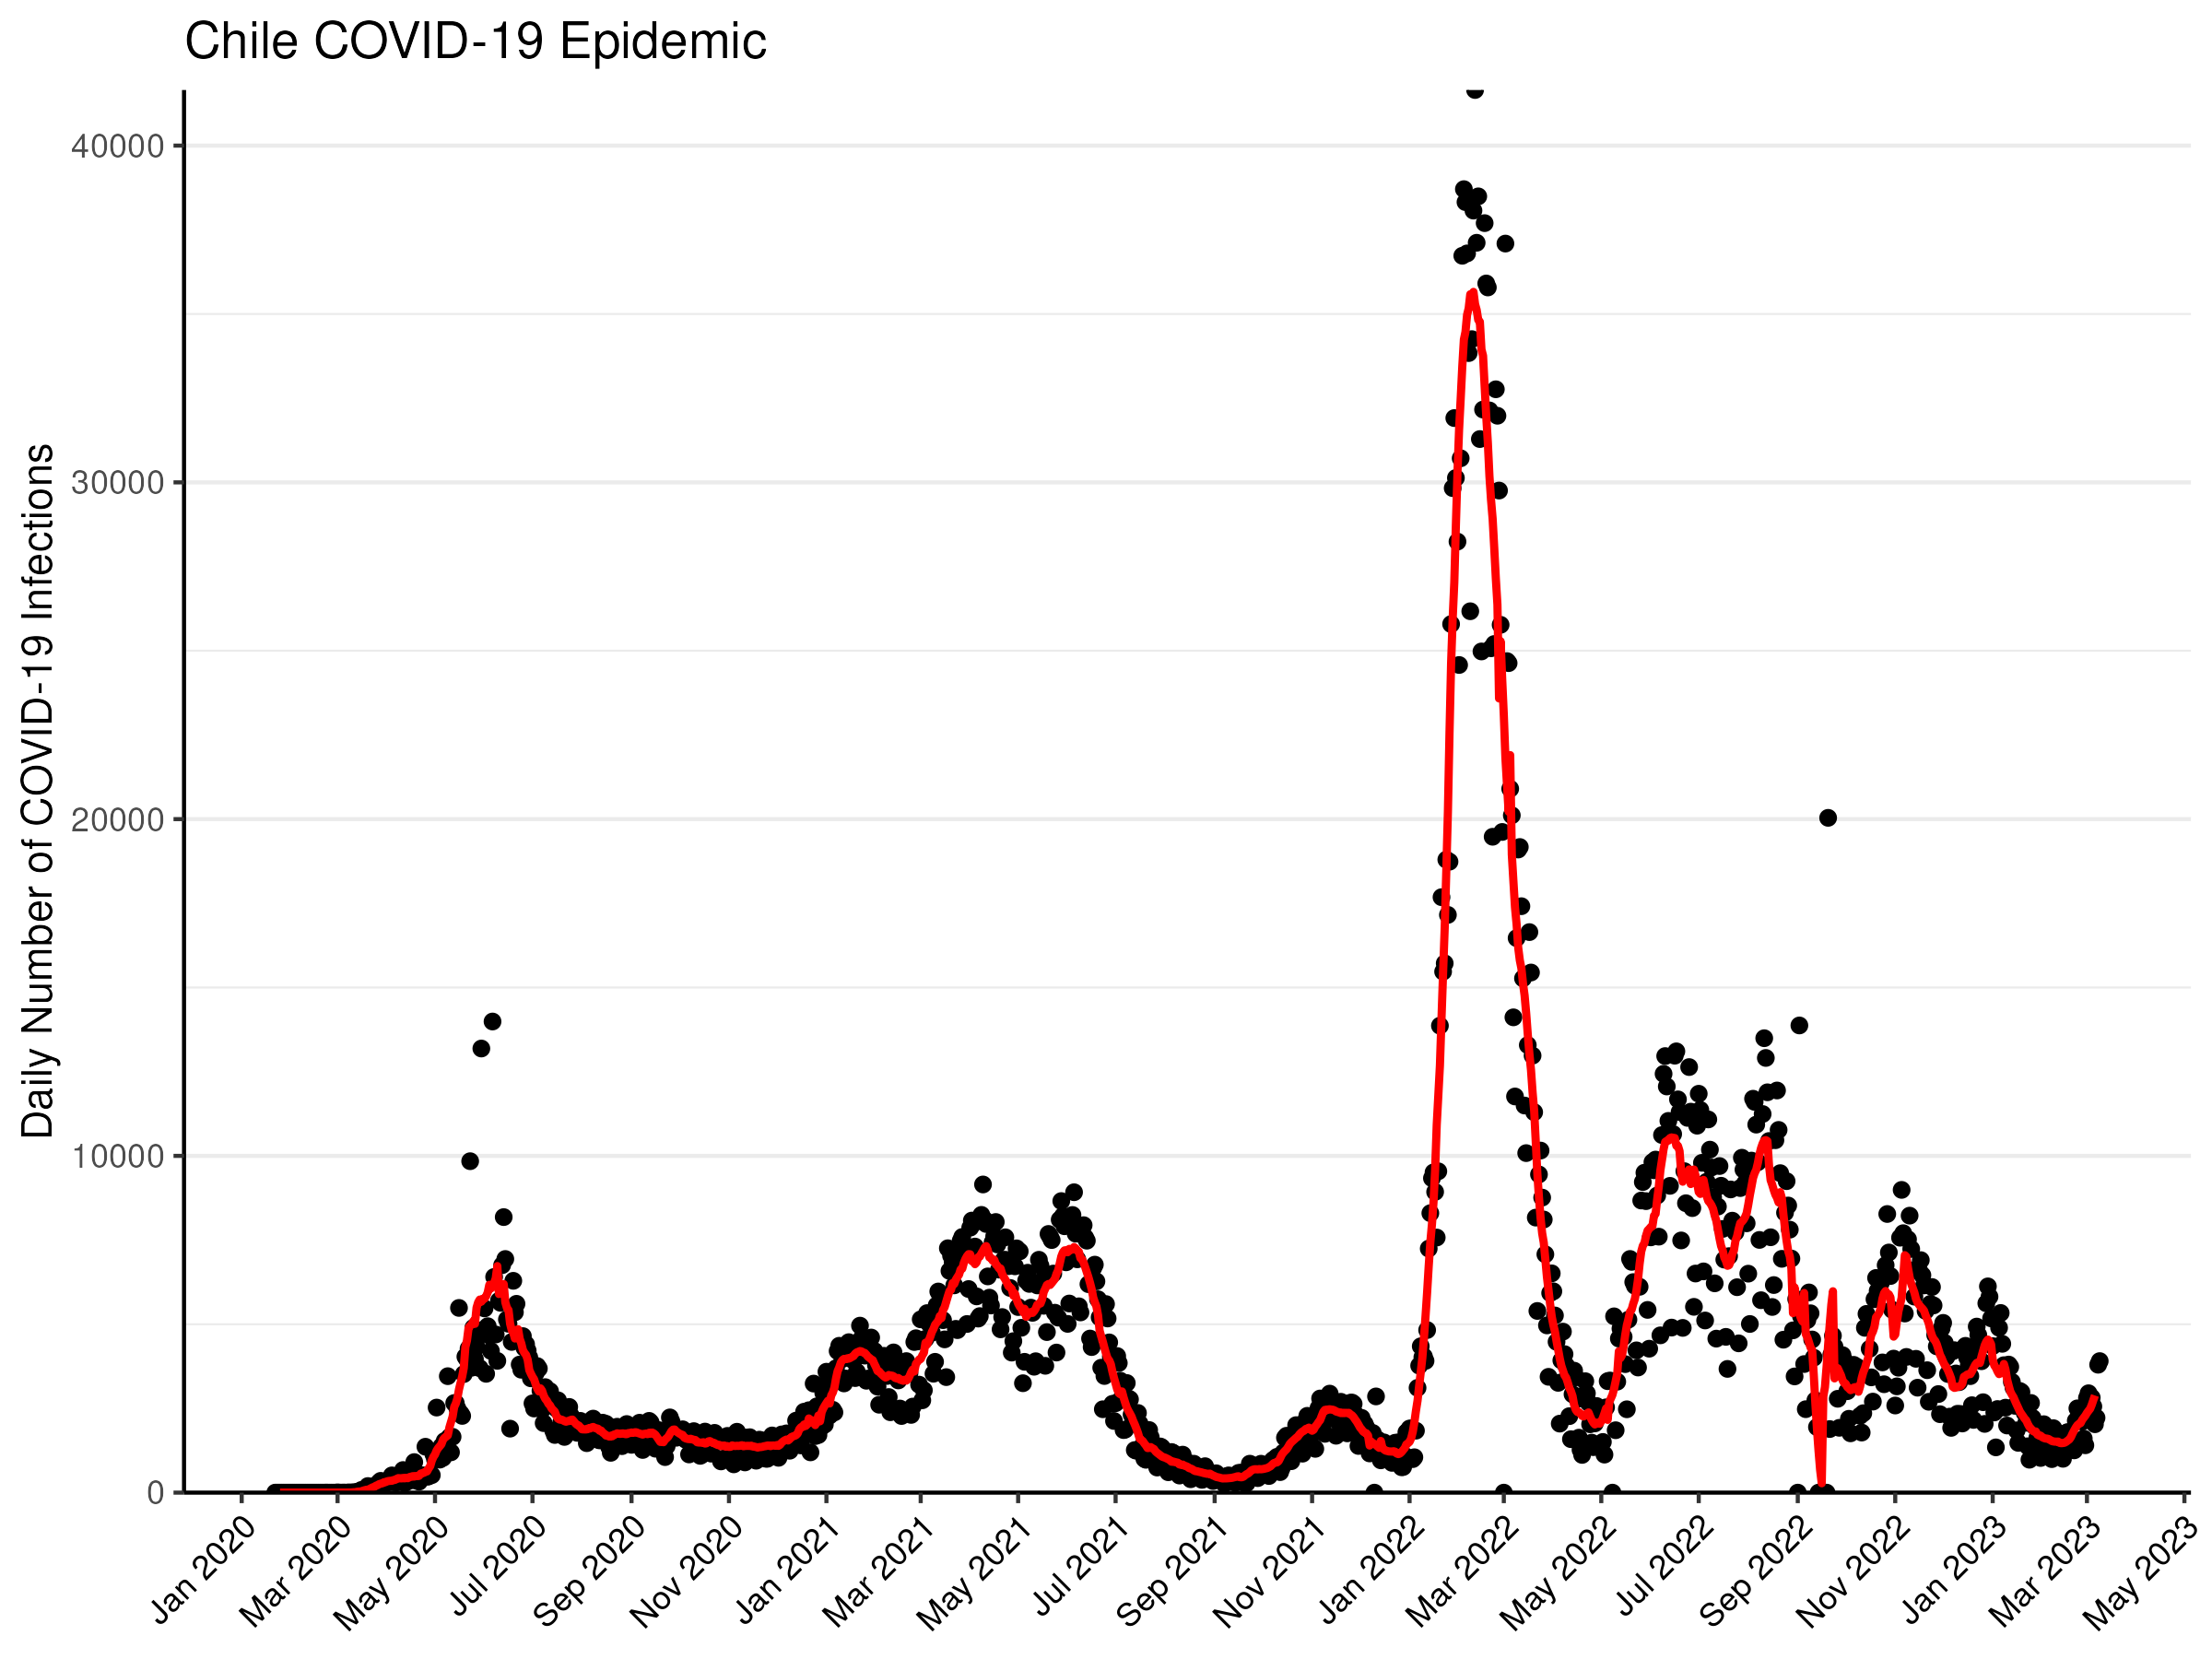 Chile COVID-19 Epidemic
Daily Number of COVID-19 Infections
40000
30000
20000
10000
0
Jan 2020
Mar 2020
May 2020
Jul 2020
Sep 2020
Nov 2020
Jan 2021
Mar 2021
May 2021
Jul 2021
Sep 2021
Nov 2021
Jan 2022
Mar 2022
May 2022
Jul 2022
Sep 2022
Nov 2022
Jan 2023
Mar 2023
May 2023